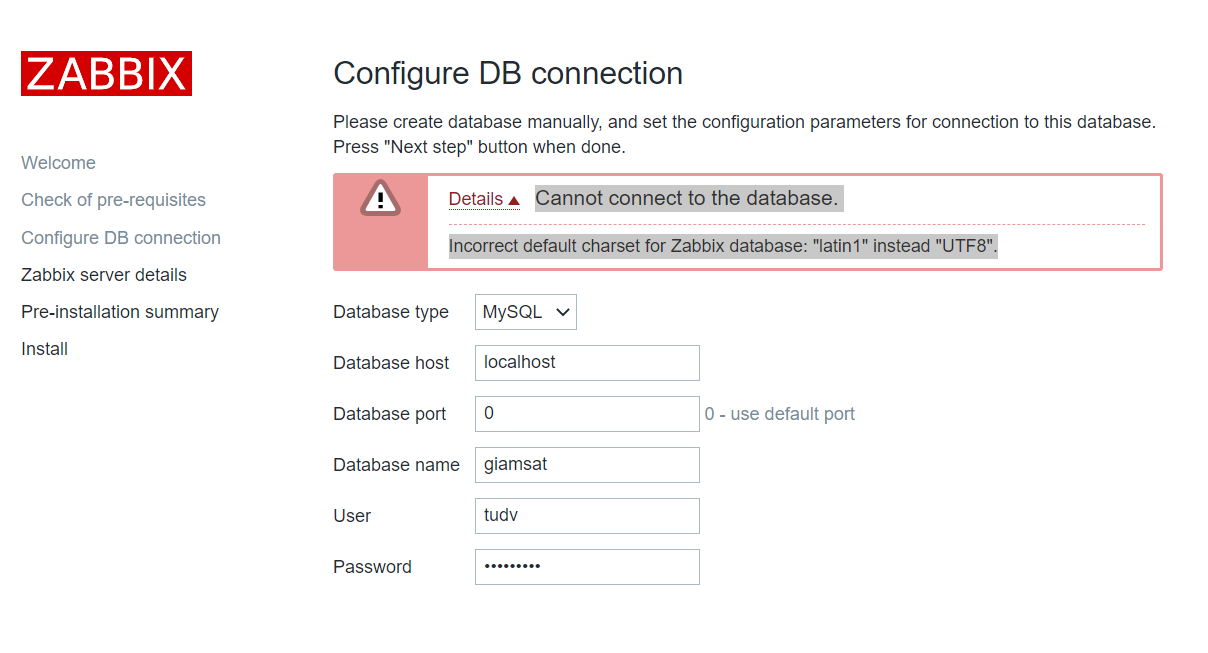 ZABBIX
Welcome
Check of pre-requisites
Configure DB connection
Zabbix server details
Pre-installation summary
Install
Configure DB connection
Please create database manually, and set the configuration parameters for connection to this database.
Press "Next step" button when done.
Details Cannot connect to the database.
Incorrect default charset for Zabbix database: "latin1" instead "UTF8".
Database type MySQL
Database host localhost
Database port 0 0 - use default port
Database name giamsat
User tudv
Password •••••••••